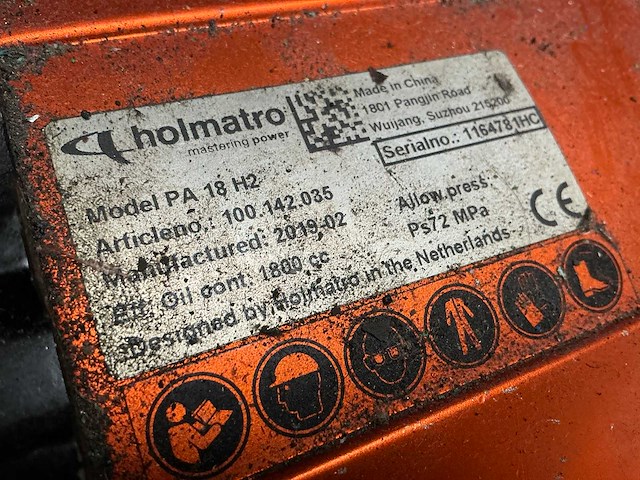 holmatro
mastering power
Made in China
1801 Pangjin Road
Wujiang, Suzhou 215200
Serialno.: 1164781HC
Model PA 18 H2
Articleno.: 100.142.035
Manufactured: 2019-02
Eff. Oil cont: 1800 cc
Designed by Holmatro in the Netherlands
Allow press.
Ps72 MPa
CE